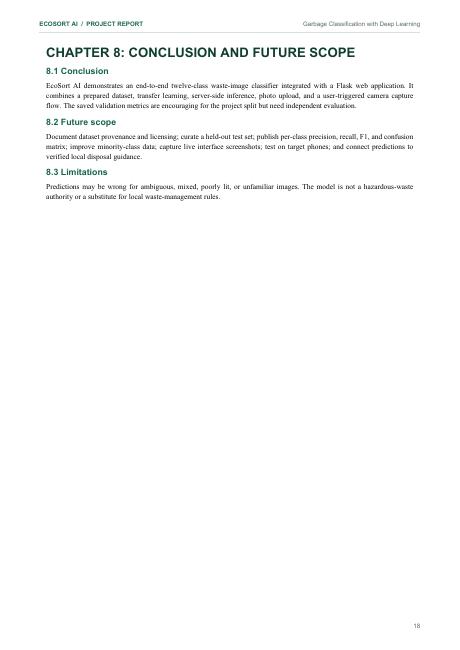 ECOSORT AI / PROJECT REPORT
Garbage Classification with Deep Learning
CHAPTER 8: CONCLUSION AND FUTURE SCOPE
8.1 Conclusion
EcoSort AI demonstrates an end-to-end twelve-class waste-image classifier integrated with a Flask web application. It
combines a prepared dataset, transfer learning, server-side inference, photo upload, and a user-triggered camera capture
flow. The saved validation metrics are encouraging for the project split but need independent evaluation.
8.2 Future scope
Document dataset provenance and licensing; curate a held-out test set; publish per-class precision, recall, F1, and confusion
matrix; improve minority-class data; capture live interface screenshots; test on target phones; and connect predictions to
verified local disposal guidance.
8.3 Limitations
Predictions may be wrong for ambiguous, mixed, poorly lit, or unfamiliar images. The model is not a hazardous-waste
authority or a substitute for local waste-management rules.
18